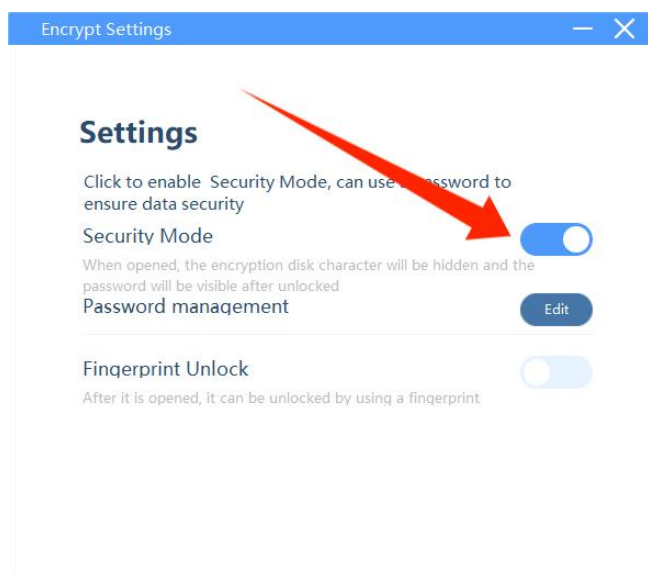 Encrypt Settings
Settings
Click to enable Security Mode, can use password to
ensure data security
Security Mode
When opened, the encryption disk character will be hidden and the
password will be visible after unlocked
Password management
Edit
Fingerprint Unlock
After it is opened, it can be unlocked by using a fingerprint